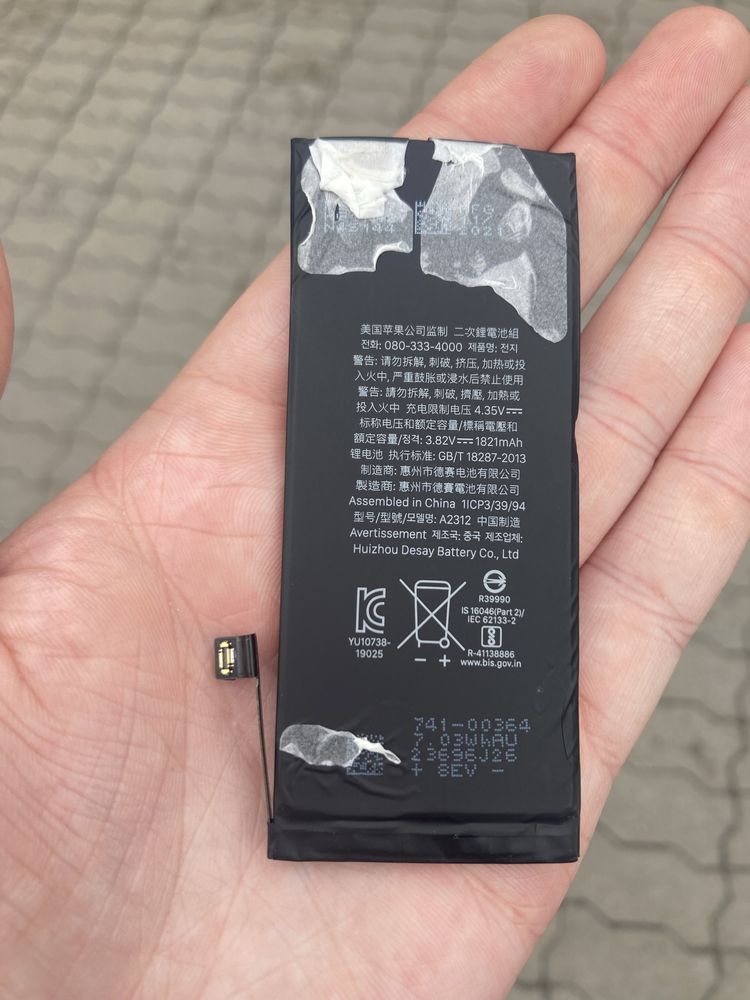 2021
美国苹果公司监制 二次鋰電池組
전화: 080-333-4000 제품명: 전지
警告: 请勿拆解, 刺破, 挤压, 加热或投
入火中, 严重鼓胀或浸水后禁止使用
警告: 請勿拆解, 刺破, 擠壓, 加熱或
投入火中 充电限制电压 4.35V⎓
标称电压和额定容量/標稱電壓和
額定容量/정격: 3.82V⎓1821mAh
锂电池 执行标准: GB/T 18287-2013
制造商: 惠州市德赛电池有限公司
製造商: 惠州市德賽電池有限公司
Assembled in China 1ICP3/39/94
型号/型號/모델명: A2312 中国制造
Avertissement 제조국: 중국 제조업체:
Huizhou Desay Battery Co., Ltd
R39990
IS 16046(Part 2)/
IEC 62133-2
YU10738-
19025
R-41138886
www.bis.gov.in
741-00364
7.03WhAU
23696J26
+ 8EV -